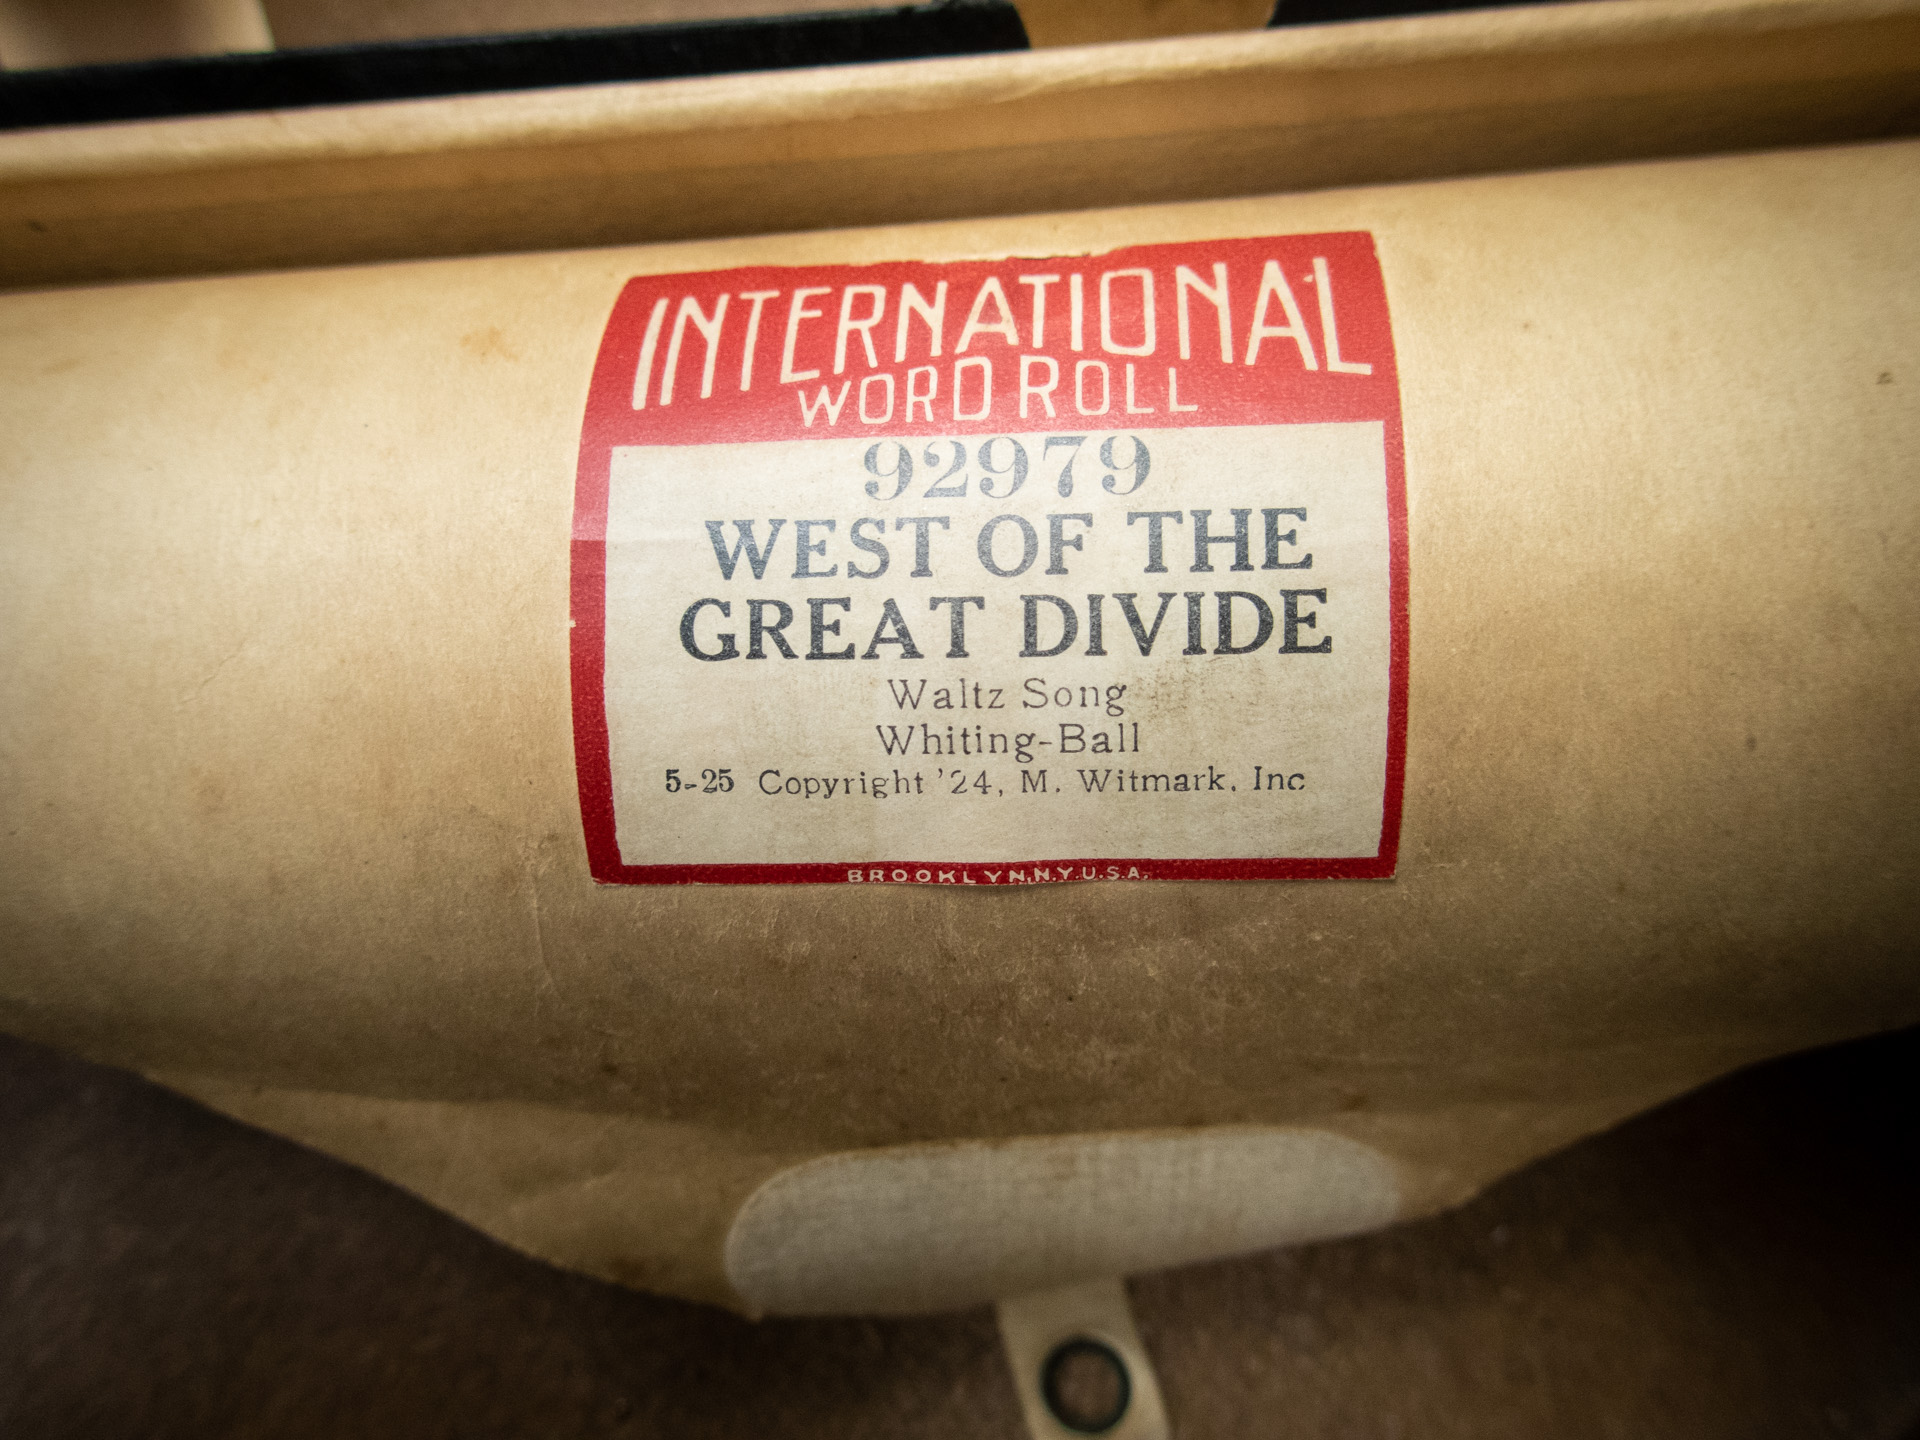 INTERNATIONAL
WORD ROLL
92979
WEST OF THE
GREAT DIVIDE
Waltz Song
Whiting-Ball
5-25 Copyright '24, M. Witmark, Inc
BROOKLYN.N.Y.U.S.A.